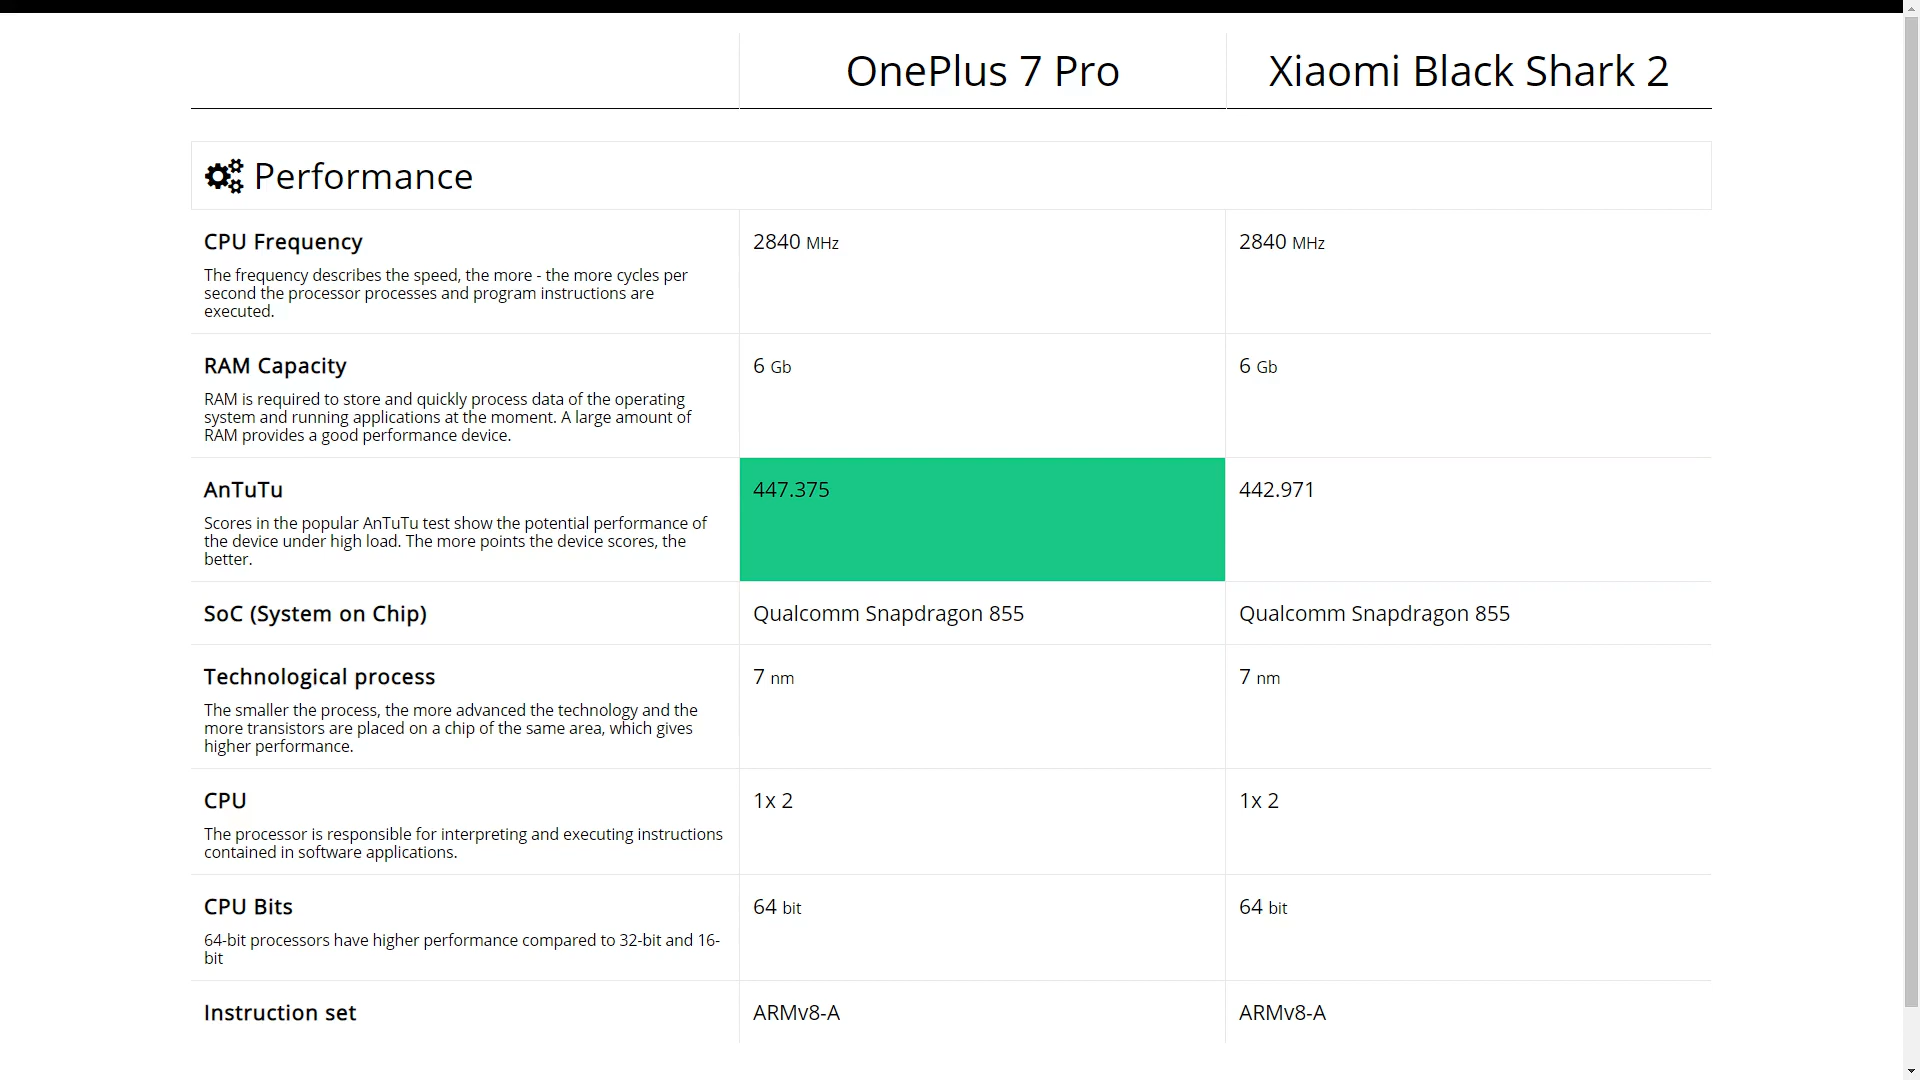 OnePlus 7 Pro
Xiaomi Black Shark 2
Performance
CPU Frequency
The frequency describes the speed, the more - the more cycles per
second the processor processes and program instructions are
executed.
2840 MHz
2840 MHz
RAM Capacity
RAM is required to store and quickly process data of the operating
system and running applications at the moment. A large amount of
RAM provides a good performance device.
6 Gb
6 Gb
AnTuTu
Scores in the popular AnTuTu test show the potential performance of
the device under high load. The more points the device scores, the
better.
447.375
442.971
SoC (System on Chip)
Qualcomm Snapdragon 855
Qualcomm Snapdragon 855
Technological process
The smaller the process, the more advanced the technology and the
more transistors are placed on a chip of the same area, which gives
higher performance.
7 nm
7 nm
CPU
The processor is responsible for interpreting and executing instructions
contained in software applications.
1x 2
1x 2
CPU Bits
64-bit processors have higher performance compared to 32-bit and 16-
bit
64 bit
64 bit
Instruction set
ARMv8-A
ARMv8-A